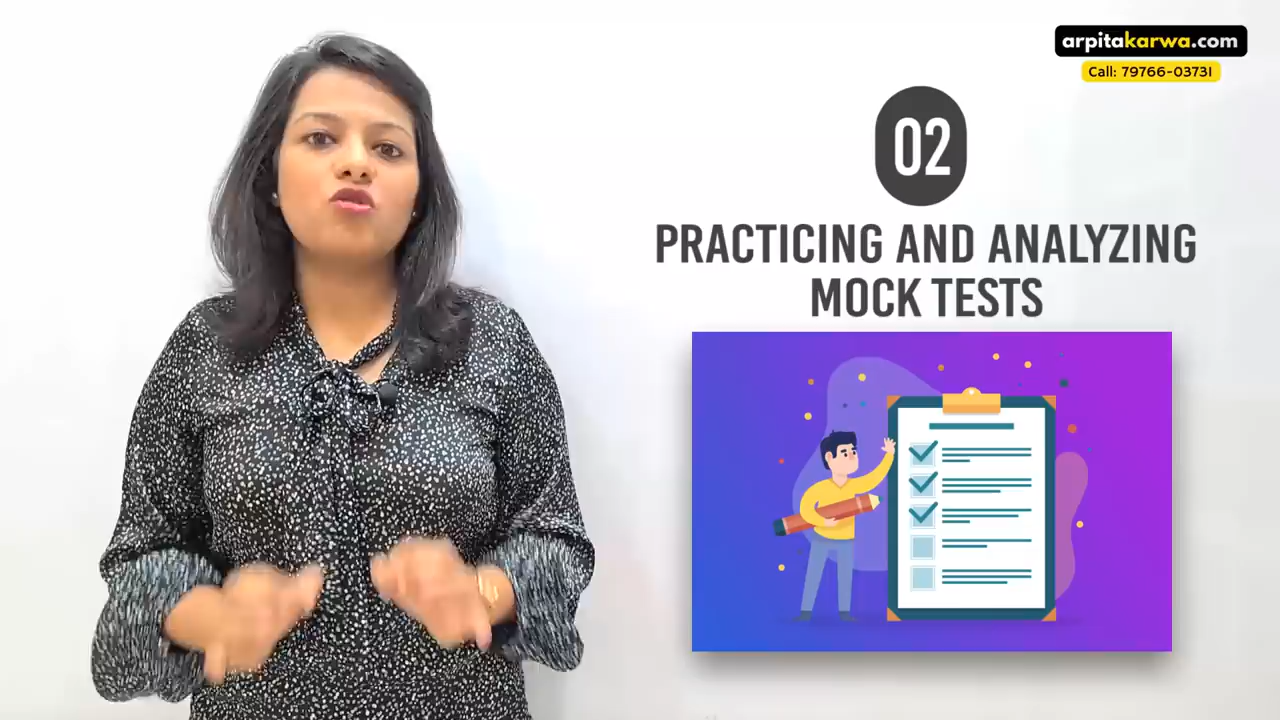 arpitakarwa.com
Call: 79766-03731
02
PRACTICING AND ANALYZING
MOCK TESTS